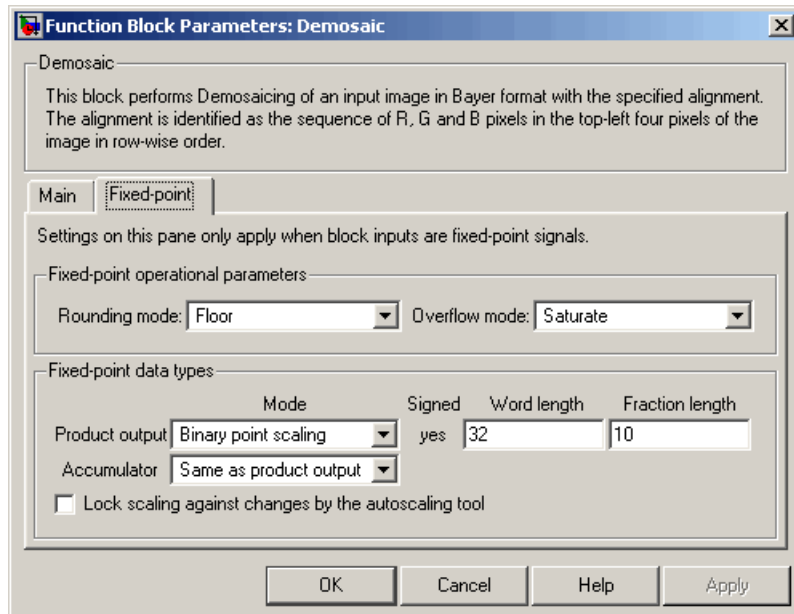 Function Block Parameters: Demosaic
Demosaic
This block performs Demosaicing of an input image in Bayer format with the specified alignment.
The alignment is identified as the sequence of R, G and B pixels in the top-left four pixels of the
image in row-wise order.
Main Fixed-point
Settings on this pane only apply when block inputs are fixed-point signals.
Fixed-point operational parameters
Rounding mode: Floor Overflow mode: Saturate
Fixed-point data types
Mode Signed Word length Fraction length
Product output Binary point scaling yes 32 10
Accumulator Same as product output
Lock scaling against changes by the autoscaling tool
OK Cancel Help Apply